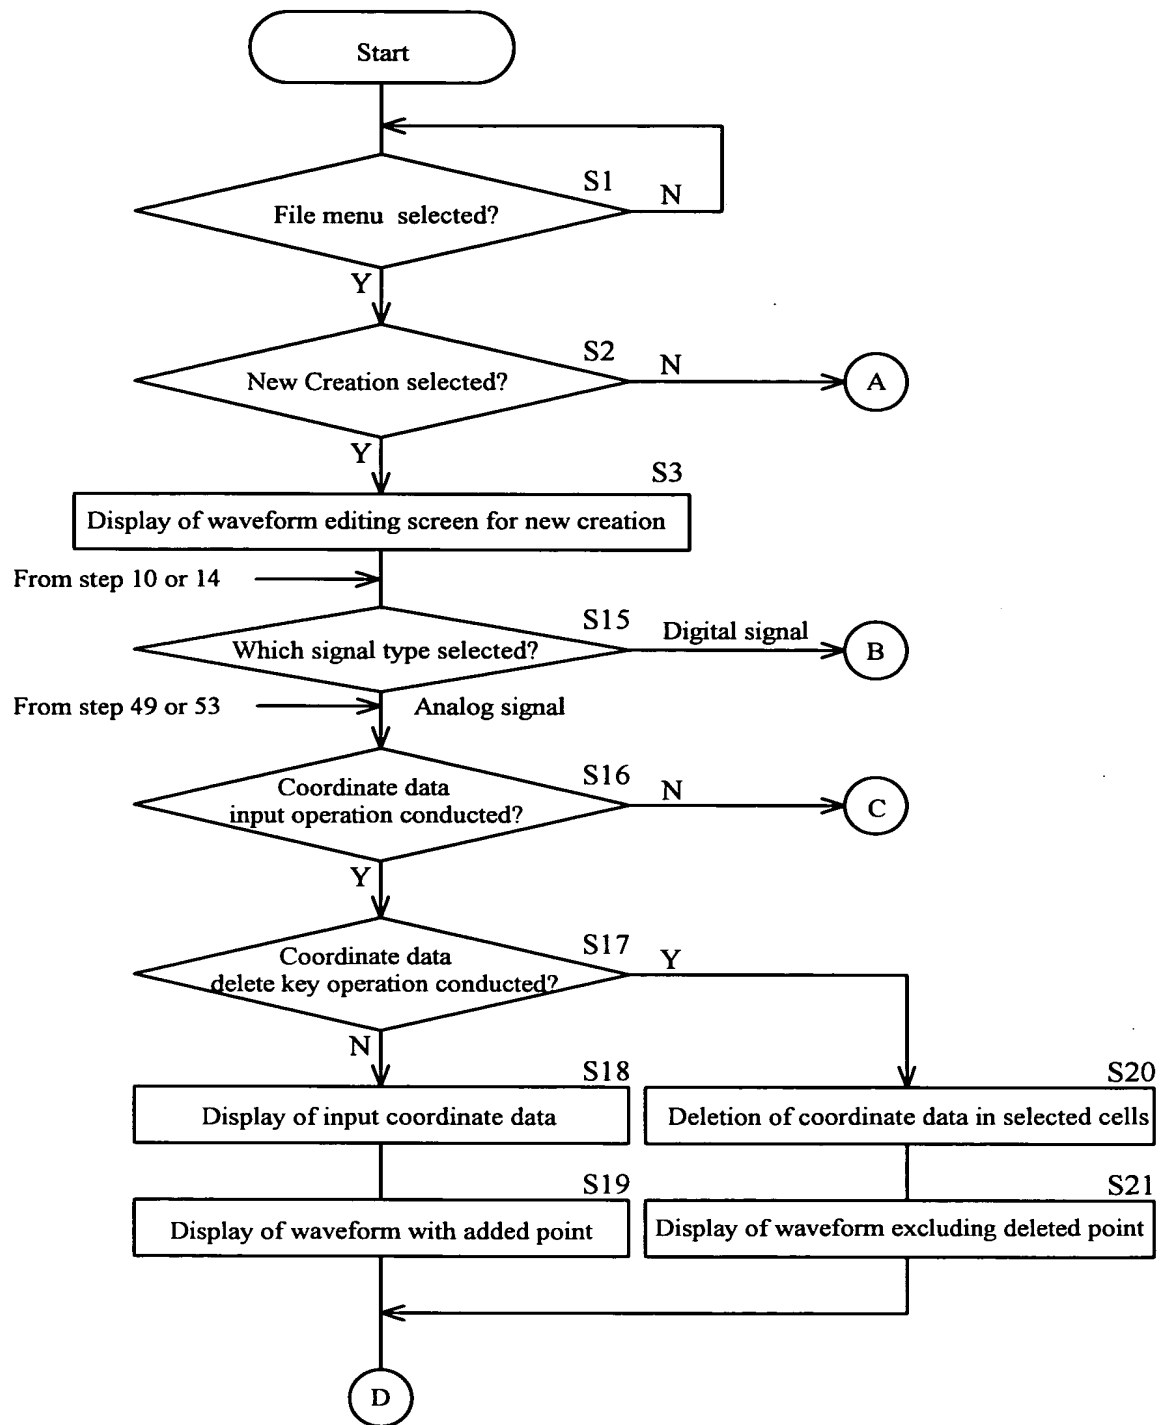 Start
S1
N
File menu selected?
Y
S2
N
New Creation selected?
A
Y
S3
Display of waveform editing screen for new creation
From step 10 or 14
S15
Digital signal
Which signal type selected?
B
From step 49 or 53
Analog signal
Coordinate data
input operation conducted?
S16
N
C
Y
Coordinate data
delete key operation conducted?
S17
Y
N
S18
S20
Display of input coordinate data
Deletion of coordinate data in selected cells
S19
S21
Display of waveform with added point
Display of waveform excluding deleted point
D